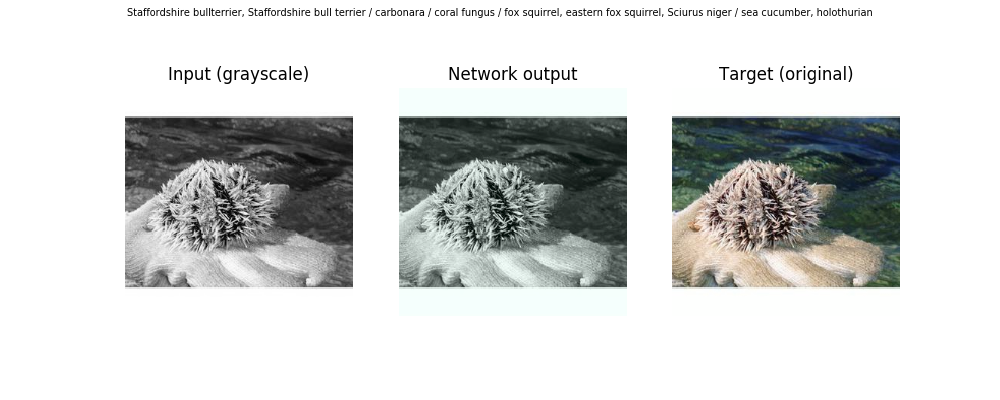 Staffordshire bullterrier, Staffordshire bull terrier / carbonara / coral fungus / fox squirrel, eastern fox squirrel, Sciurus niger / sea cucumber, holothurian
Input (grayscale)
Network output
Target (original)